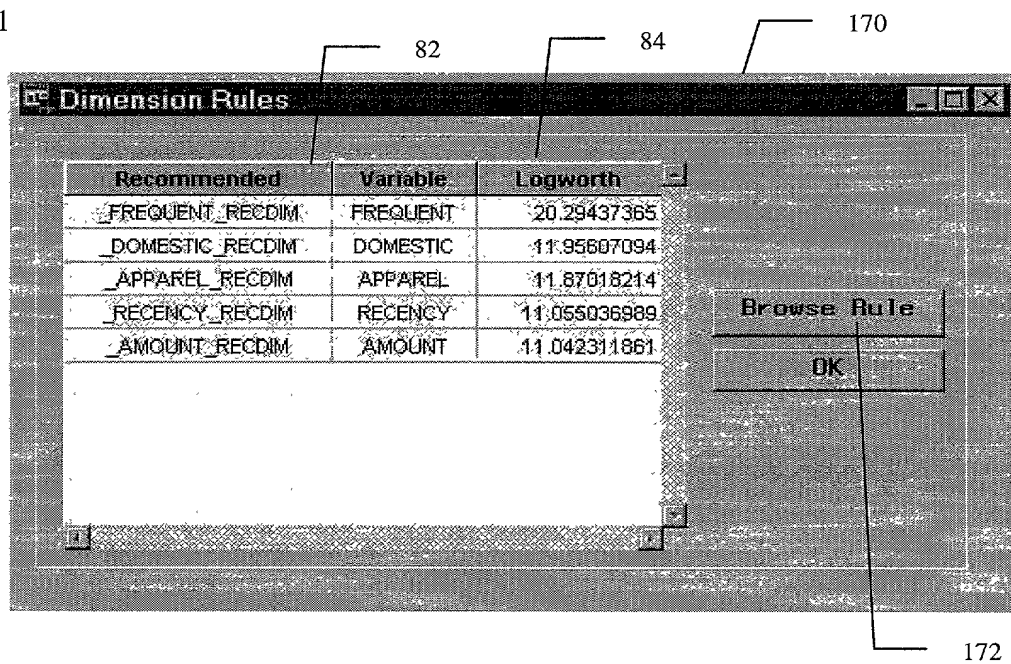 1
82 84 170
Dimension Rules
Recommended Variable Logworth
_FREQUENT_RECDIM FREQUENT 20.29437365
_DOMESTIC_RECDIM DOMESTIC 11.95607094
_APPAREL_RECDIM APPAREL 11.87018214
_RECENCY_RECDIM RECENCY 11.055036989
_AMOUNT_RECDIM AMOUNT 11.042311861
Browse Rule
OK
172